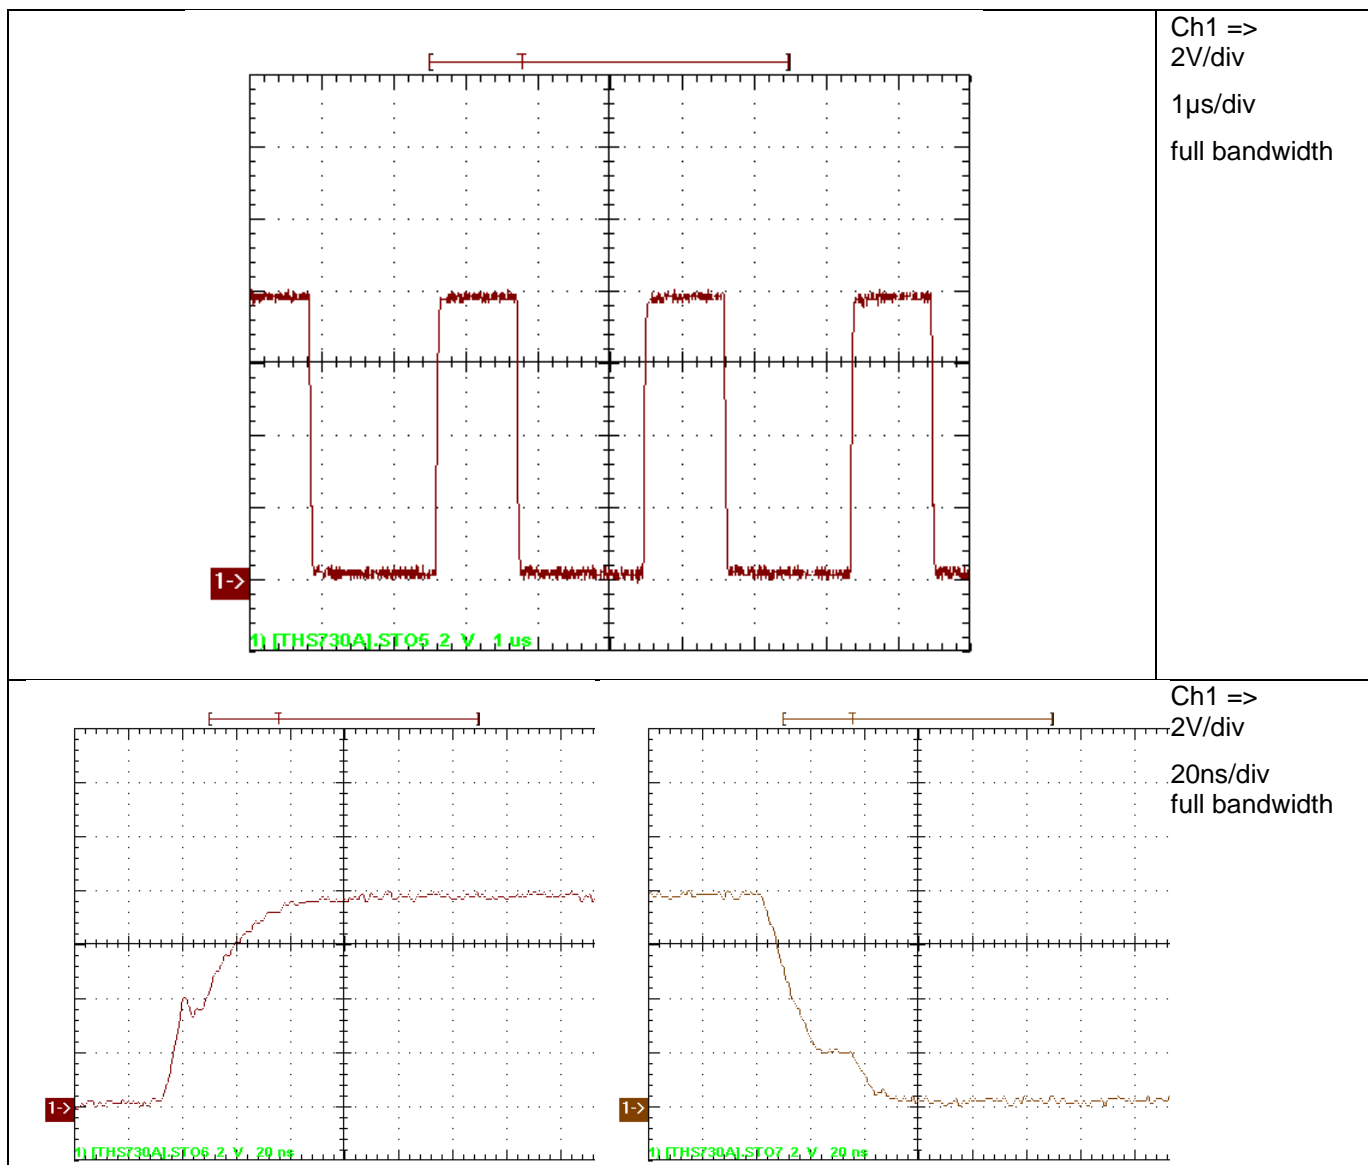 Ch1 =>
2V/div
1µs/div
full bandwidth
1->
1) [THS730A].STO5 2 V 1 us
Ch1 =>
2V/div
20ns/div
full bandwidth
1->
1) [THS730A].STO6 2 V 20 ns
1->
1) [THS730A].STO7 2 V 20 ns